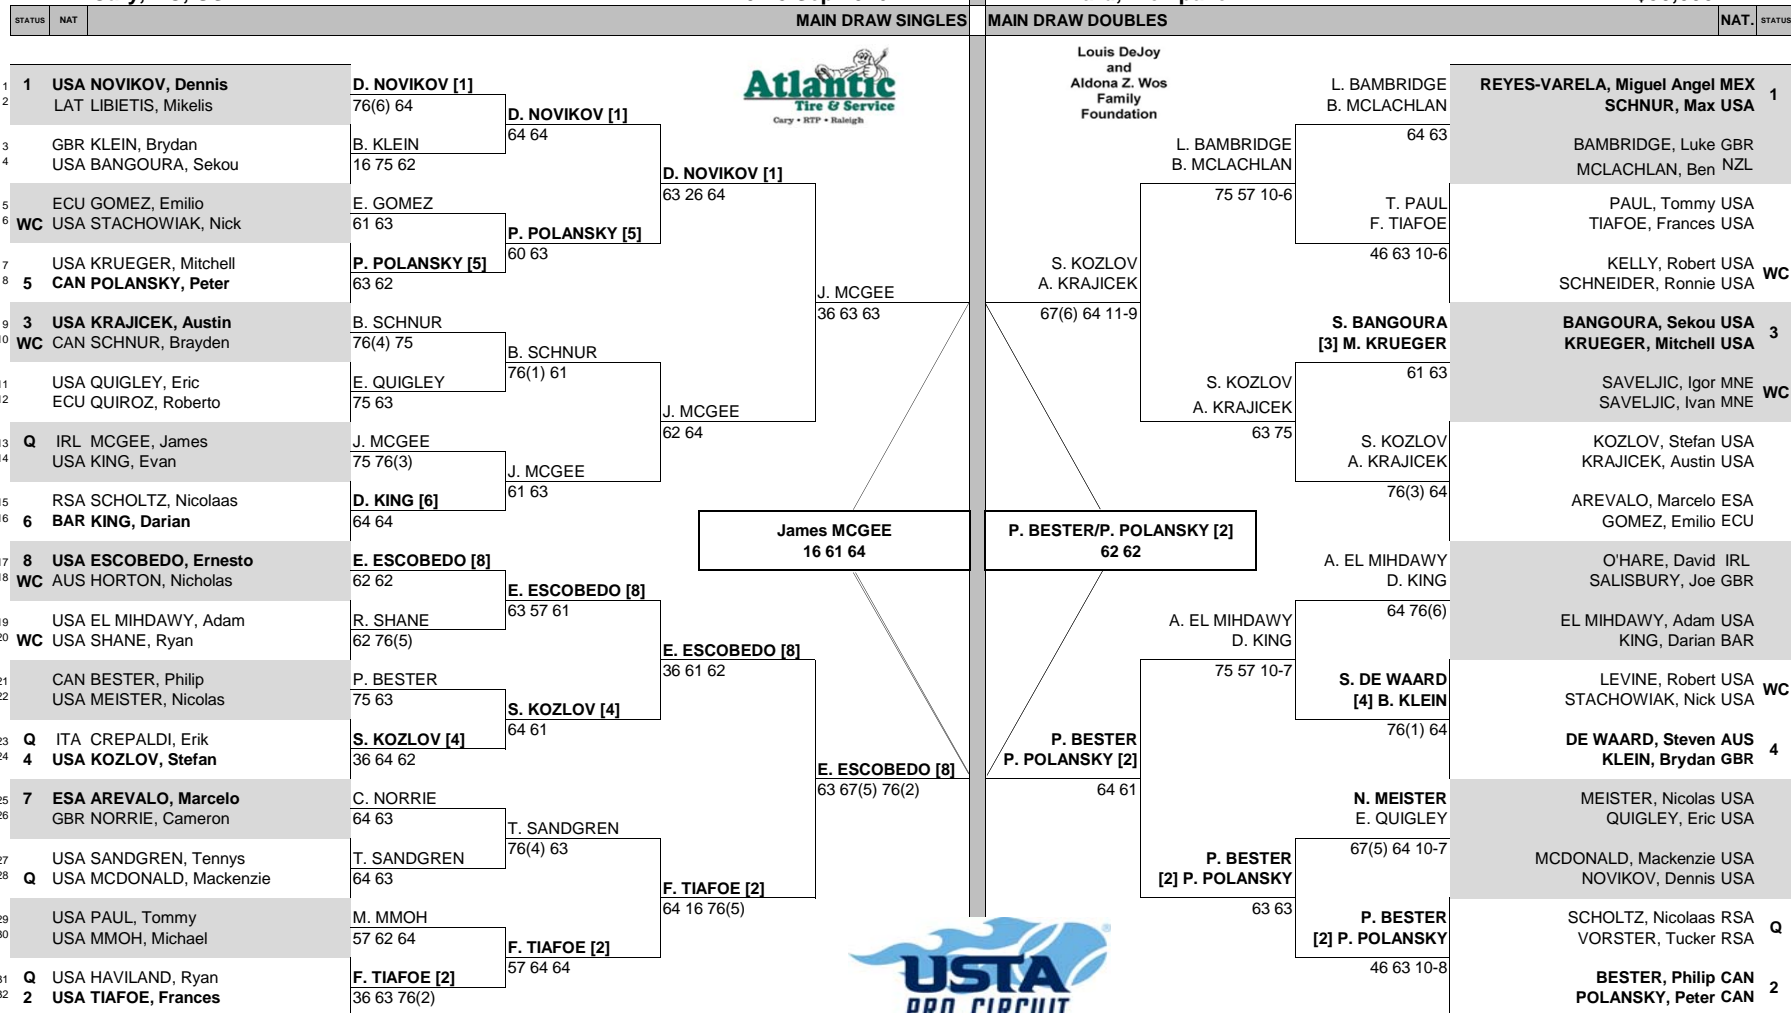 STATUS NAT MAIN DRAW SINGLES MAIN DRAW DOUBLES NAT. STATUS
1 1 USA NOVIKOV, Dennis
2 LAT LIBIETIS, Mikelis
3 GBR KLEIN, Brydan
4 USA BANGOURA, Sekou
5 ECU GOMEZ, Emilio
6 WC USA STACHOWIAK, Nick
7 USA KRUEGER, Mitchell
8 5 CAN POLANSKY, Peter
9 3 USA KRAJICEK, Austin
WC CAN SCHNUR, Brayden
USA QUIGLEY, Eric
ECU QUIROZ, Roberto
Q IRL MCGEE, James
USA KING, Evan
RSA SCHOLTZ, Nicolaas
6 BAR KING, Darian
8 USA ESCOBEDO, Ernesto
WC AUS HORTON, Nicholas
USA EL MIHDAWY, Adam
WC USA SHANE, Ryan
CAN BESTER, Philip
USA MEISTER, Nicolas
Q ITA CREPALDI, Erik
4 USA KOZLOV, Stefan
7 ESA AREVALO, Marcelo
GBR NORRIE, Cameron
USA SANDGREN, Tennys
Q USA MCDONALD, Mackenzie
USA PAUL, Tommy
USA MMOH, Michael
Q USA HAVILAND, Ryan
2 USA TIAFOE, Frances
D. NOVIKOV [1]
76(6) 64
B. KLEIN
16 75 62
E. GOMEZ
61 63
P. POLANSKY [5]
63 62
B. SCHNUR
76(4) 75
E. QUIGLEY
75 63
J. MCGEE
75 76(3)
D. KING [6]
64 64
E. ESCOBEDO [8]
62 62
R. SHANE
62 76(5)
P. BESTER
75 63
S. KOZLOV [4]
36 64 62
C. NORRIE
64 63
T. SANDGREN
64 63
M. MMOH
57 62 64
F. TIAFOE [2]
36 63 76(2)
D. NOVIKOV [1]
64 64
P. POLANSKY [5]
60 63
B. SCHNUR
76(1) 61
J. MCGEE
61 63
E. ESCOBEDO [8]
63 57 61
S. KOZLOV [4]
64 61
T. SANDGREN
76(4) 63
F. TIAFOE [2]
57 64 64
D. NOVIKOV [1]
63 26 64
J. MCGEE
62 64
E. ESCOBEDO [8]
36 61 62
F. TIAFOE [2]
64 16 76(5)
J. MCGEE
36 63 63
E. ESCOBEDO [8]
63 67(5) 76(2)
James MCGEE
16 61 64
Atlantic
Tire & Service
Cary • RTP • Raleigh
Louis DeJoy
and
Aldona Z. Wos
Family
Foundation
P. BESTER/P. POLANSKY [2]
62 62
S. KOZLOV
A. KRAJICEK
67(6) 64 11-9
P. BESTER
P. POLANSKY [2]
64 61
L. BAMBRIDGE
B. MCLACHLAN
75 57 10-6
S. KOZLOV
A. KRAJICEK
63 75
A. EL MIHDAWY
D. KING
75 57 10-7
P. BESTER
[2] P. POLANSKY
63 63
L. BAMBRIDGE
B. MCLACHLAN
64 63
T. PAUL
F. TIAFOE
46 63 10-6
S. BANGOURA
[3] M. KRUEGER
61 63
S. KOZLOV
A. KRAJICEK
76(3) 64
A. EL MIHDAWY
D. KING
64 76(6)
S. DE WAARD
[4] B. KLEIN
76(1) 64
N. MEISTER
E. QUIGLEY
67(5) 64 10-7
P. BESTER
[2] P. POLANSKY
46 63 10-8
REYES-VARELA, Miguel Angel MEX
SCHNUR, Max USA 1
BAMBRIDGE, Luke GBR
MCLACHLAN, Ben NZL
PAUL, Tommy USA
TIAFOE, Frances USA
KELLY, Robert USA
SCHNEIDER, Ronnie USA WC
BANGOURA, Sekou USA
KRUEGER, Mitchell USA 3
SAVELJIC, Igor MNE
SAVELJIC, Ivan MNE WC
KOZLOV, Stefan USA
KRAJICEK, Austin USA
AREVALO, Marcelo ESA
GOMEZ, Emilio ECU
O'HARE, David IRL
SALISBURY, Joe GBR
EL MIHDAWY, Adam USA
KING, Darian BAR
LEVINE, Robert USA
STACHOWIAK, Nick USA WC
DE WAARD, Steven AUS
KLEIN, Brydan GBR 4
MEISTER, Nicolas USA
QUIGLEY, Eric USA
MCDONALD, Mackenzie USA
NOVIKOV, Dennis USA
SCHOLTZ, Nicolaas RSA
VORSTER, Tucker RSA Q
BESTER, Philip CAN
POLANSKY, Peter CAN 2
USTA
PRO CIRCUIT